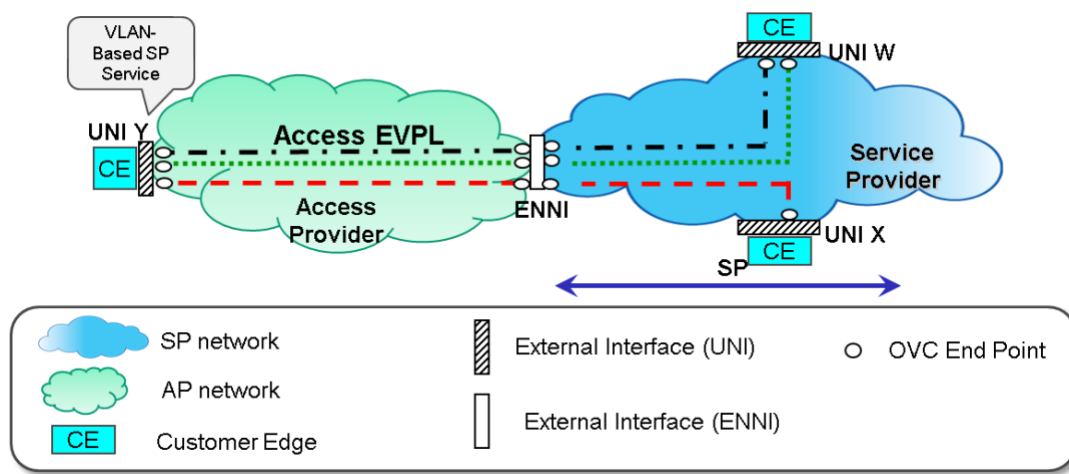 VLAN-
Based SP
Service
CE
UNI W
UNI Y
Access EVPL
CE
Service
Provider
Access
Provider
ENNI
UNI X
CE
SP
SP network
External Interface (UNI)
OVC End Point
AP network
External Interface (ENNI)
CE
Customer Edge